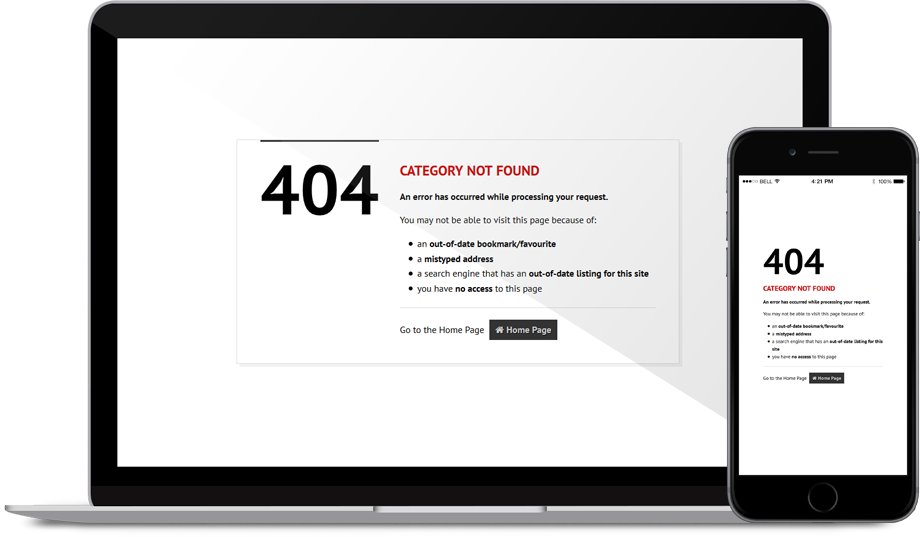 404
CATEGORY NOT FOUND
An error has occurred while processing your request.
You may not be able to visit this page because of:
an out-of-date bookmark/favourite
a mistyped address
a search engine that has an out-of-date listing for this site
you have no access to this page
Go to the Home Page Home Page
BELL 4:21 PM 100%
404
CATEGORY NOT FOUND
An error has occurred while processing your request.
You may not be able to visit this page because of:
an out-of-date bookmark/favourite
a mistyped address
a search engine that has an out-of-date listing for this
site
you have no access to this page
Go to the Home Page Home Page